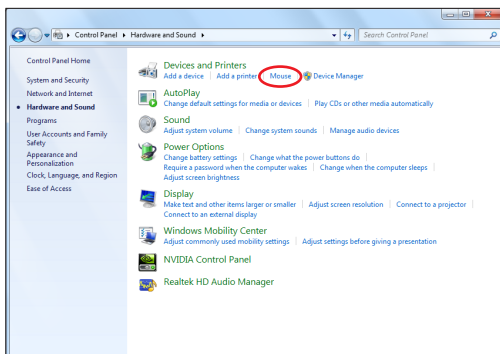 Control Panel ▸ Hardware and Sound ▸
Search Control Panel
Control Panel Home
System and Security
Network and Internet
Hardware and Sound
Programs
User Accounts and Family
Safety
Appearance and
Personalization
Clock, Language, and Region
Ease of Access
Devices and Printers
Add a device | Add a printer | Mouse | Device Manager
AutoPlay
Change default settings for media or devices | Play CDs or other media automatically
Sound
Adjust system volume | Change system sounds | Manage audio devices
Power Options
Change battery settings | Change what the power buttons do |
Require a password when the computer wakes | Change when the computer sleeps |
Adjust screen brightness
Display
Make text and other items larger or smaller | Adjust screen resolution | Connect to a projector |
Connect to an external display
Windows Mobility Center
Adjust commonly used mobility settings | Adjust settings before giving a presentation
NVIDIA Control Panel
Realtek HD Audio Manager